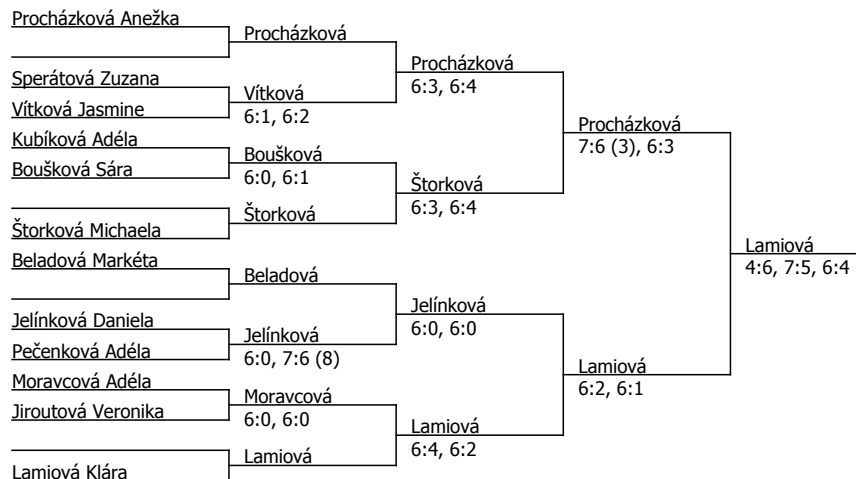 Procházková Anežka
Procházková
Procházková
6:3, 6:4
Sperátová Zuzana
Vítková
6:1, 6:2
Vítková Jasmine
Procházková
7:6 (3), 6:3
Kubíková Adéla
Boušková
6:0, 6:1
Boušková Sára
Štorková
6:3, 6:4
Štorková
Štorková Michaela
Lamiová
4:6, 7:5, 6:4
Beladová Markéta
Beladová
Jelínková
6:0, 6:0
Jelínková Daniela
Jelínková
6:0, 7:6 (8)
Pečenková Adéla
Lamiová
6:2, 6:1
Moravcová Adéla
Moravcová
6:0, 6:0
Jiroutová Veronika
Lamiová
6:4, 6:2
Lamiová
Lamiová Klára